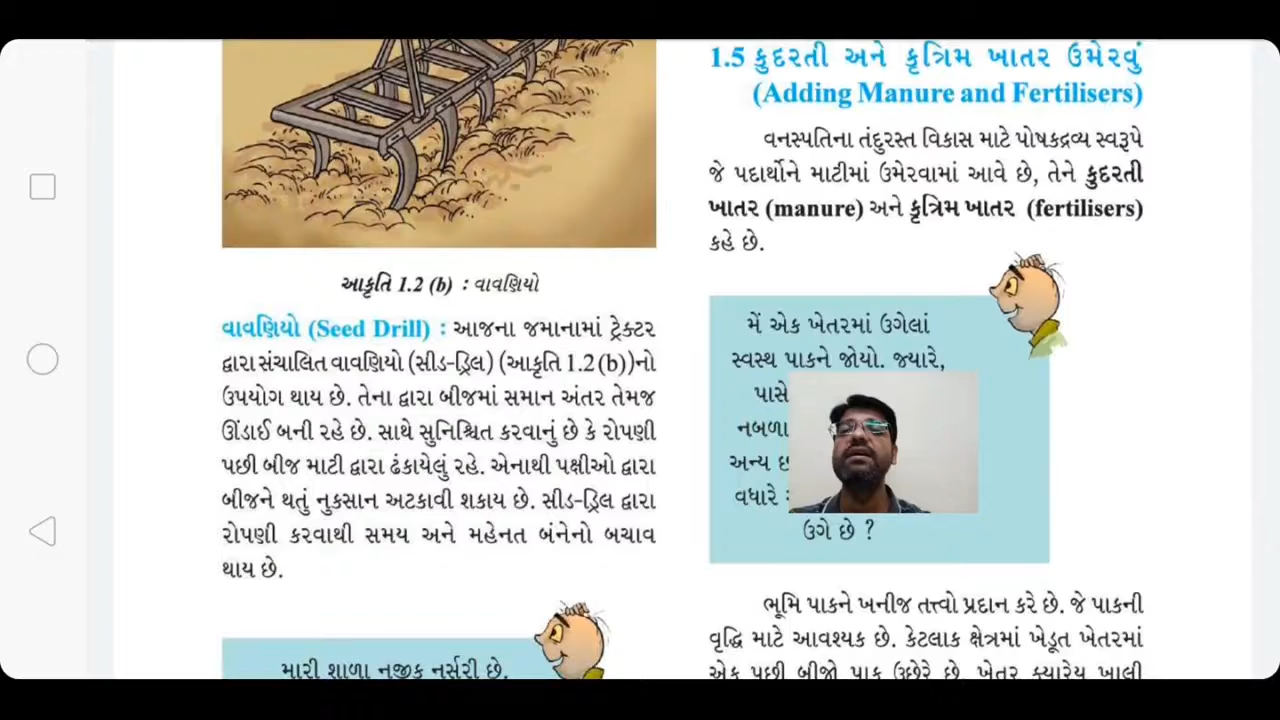 આકૃતિ 1.2 (b) : વાવણિયો
વાવણિયો (Seed Drill) : આજના જમાનામાં ટ્રેક્ટર
દ્વારા સંચાલિત વાવણિયો (સીડ-ડ્રિલ) (આકૃતિ 1.2 (b))નો
ઉપયોગ થાય છે. તેના દ્વારા બીજમાં સમાન અંતર તેમજ
ઊંડાઈ બની રહે છે. સાથે સુનિશ્ચિત કરવાનું છે કે રોપણી
પછી બીજ માટી દ્વારા ઢંકાયેલું રહે. એનાથી પક્ષીઓ દ્વારા
બીજને થતું નુકસાન અટકાવી શકાય છે. સીડ-ડ્રિલ દ્વારા
રોપણી કરવાથી સમય અને મહેનત બંનેનો બચાવ
થાય છે.
મારી શાળા નજીક નર્સરી છે.
1.5 કુદરતી અને કૃત્રિમ ખાતર ઉમેરવું
(Adding Manure and Fertilisers)
વનસ્પતિના તંદુરસ્ત વિકાસ માટે પોષકદ્રવ્ય સ્વરૂપે
જે પદાર્થોને માટીમાં ઉમેરવામાં આવે છે, તેને કુદરતી
ખાતર (manure) અને કૃત્રિમ ખાતર (fertilisers)
કહે છે.
મેં એક ખેતરમાં ઉગેલાં
સ્વસ્થ પાકને જોયો. જ્યારે,
પાસે
નબળા
અન્ય
વધારે
ઉગે છે ?
ભૂમિ પાકને ખનીજ તત્ત્વો પ્રદાન કરે છે. જે પાકની
વૃદ્ધિ માટે આવશ્યક છે. કેટલાક ક્ષેત્રમાં ખેડૂત ખેતરમાં
એક પછી બીજો પાક ઉછેરે છે. ખેતર ક્યારેય ખાલી